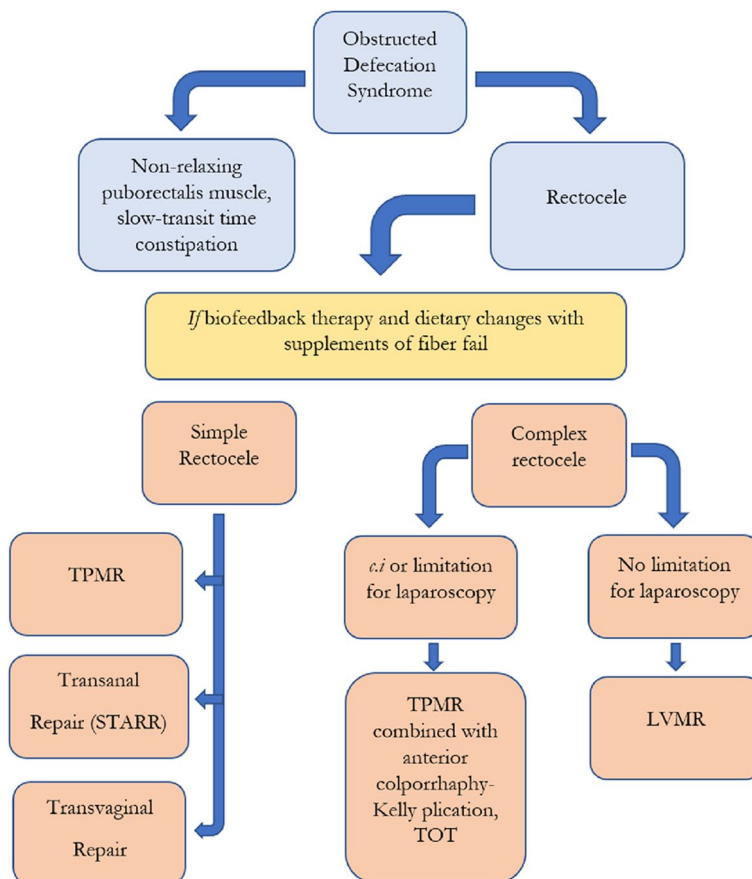 Obstructed
Defecation
Syndrome
Non-relaxing
puborectalis muscle,
slow-transit time
constipation
Rectocele
If biofeedback therapy and dietary changes with
supplements of fiber fail
Simple
Rectocele
Complex
rectocele
TPMR
Transanal
Repair (STARR)
Transvaginal
Repair
c.i or limitation
for laparoscopy
No limitation
for laparoscopy
TPMR
combined with
anterior
colporrhaphy-
Kelly plication,
TOT
LVMR